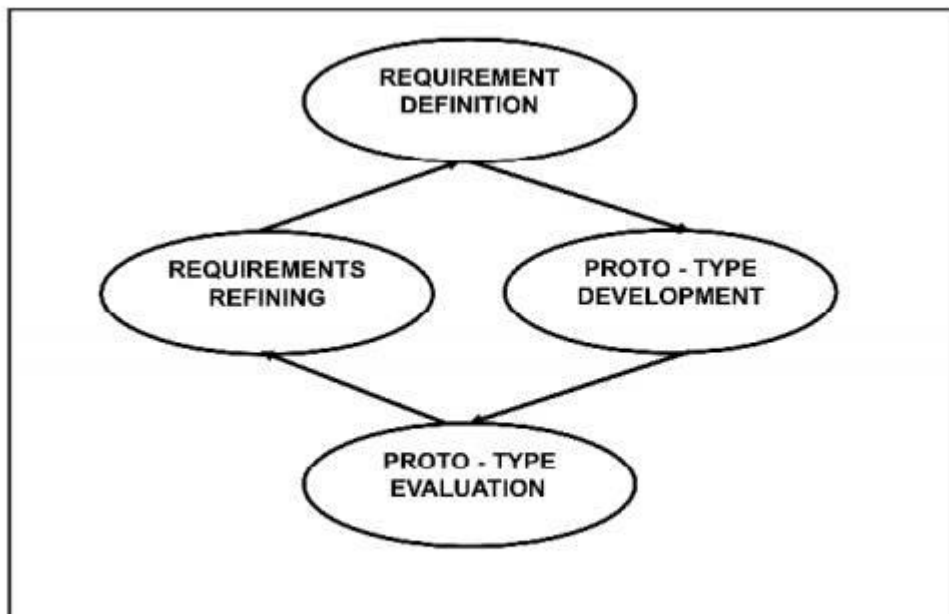 REQUIREMENT
DEFINITION
REQUIREMENTS
REFINING
PROTO - TYPE
DEVELOPMENT
PROTO - TYPE
EVALUATION